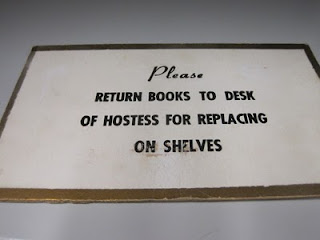 Please
RETURN BOOKS TO DESK
OF HOSTESS FOR REPLACING
ON SHELVES